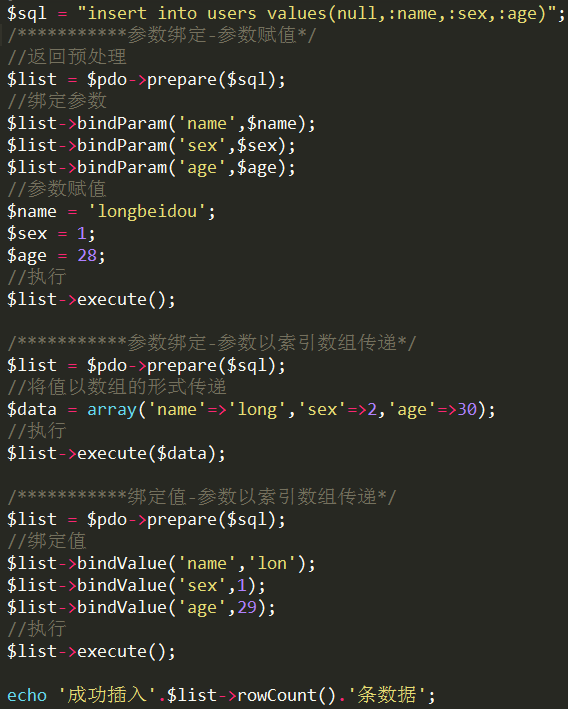 $sql = "insert into users values(null,:name,:sex,:age)";
/***********参数绑定-参数赋值*/
//返回预处理
$list = $pdo->prepare($sql);
//绑定参数
$list->bindParam('name',$name);
$list->bindParam('sex',$sex);
$list->bindParam('age',$age);
//参数赋值
$name = 'longbeidou';
$sex = 1;
$age = 28;
//执行
$list->execute();
/***********参数绑定-参数以索引数组传递*/
$list = $pdo->prepare($sql);
//将值以数组的形式传递
$data = array('name'=>'long','sex'=>2,'age'=>30);
//执行
$list->execute($data);
/***********绑定值-参数以索引数组传递*/
$list = $pdo->prepare($sql);
//绑定值
$list->bindValue('name','lon');
$list->bindValue('sex',1);
$list->bindValue('age',29);
//执行
$list->execute();
echo '成功插入'.$list->rowCount().'条数据';